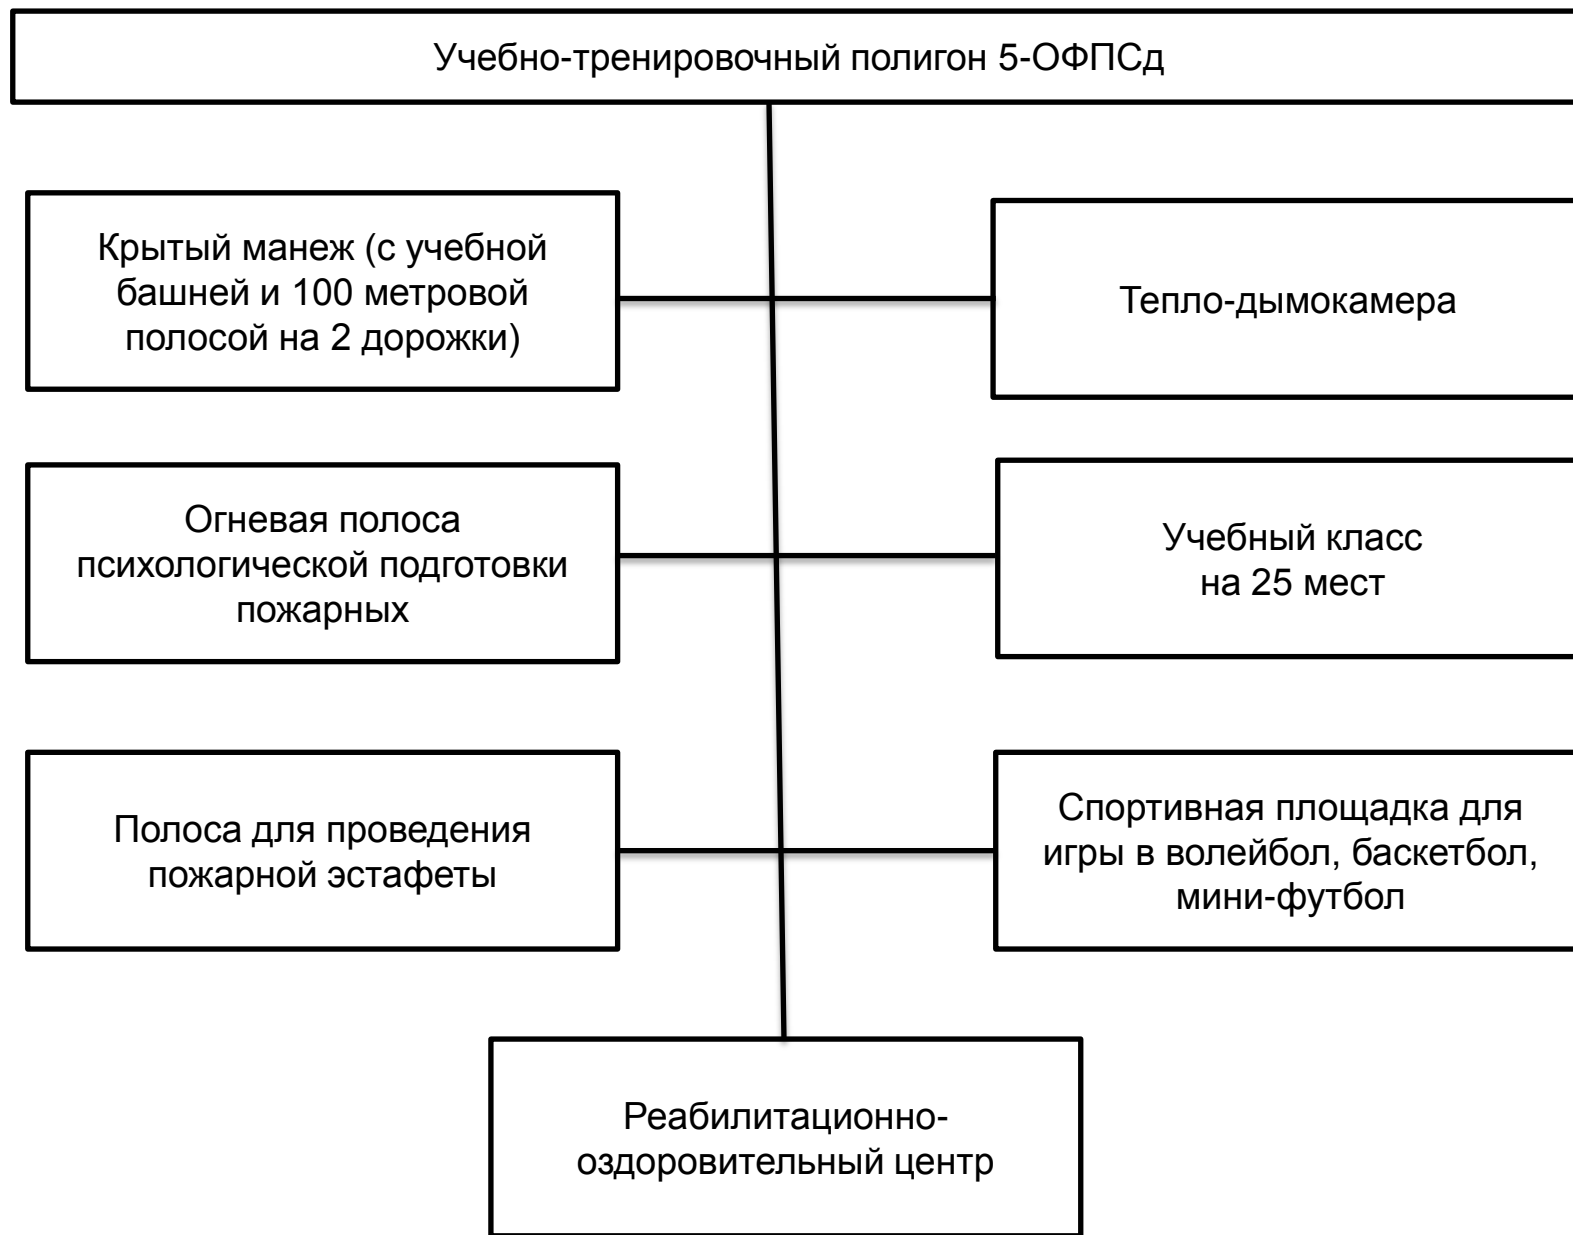 Учебно-тренировочный полигон 5-ОФПСд
Крытый манеж (с учебной
башней и 100 метровой
полосой на 2 дорожки)
Тепло-дымокамера
Огневая полоса
психологической подготовки
пожарных
Учебный класс
на 25 мест
Полоса для проведения
пожарной эстафеты
Спортивная площадка для
игры в волейбол, баскетбол,
мини-футбол
Реабилитационно-
оздоровительный центр